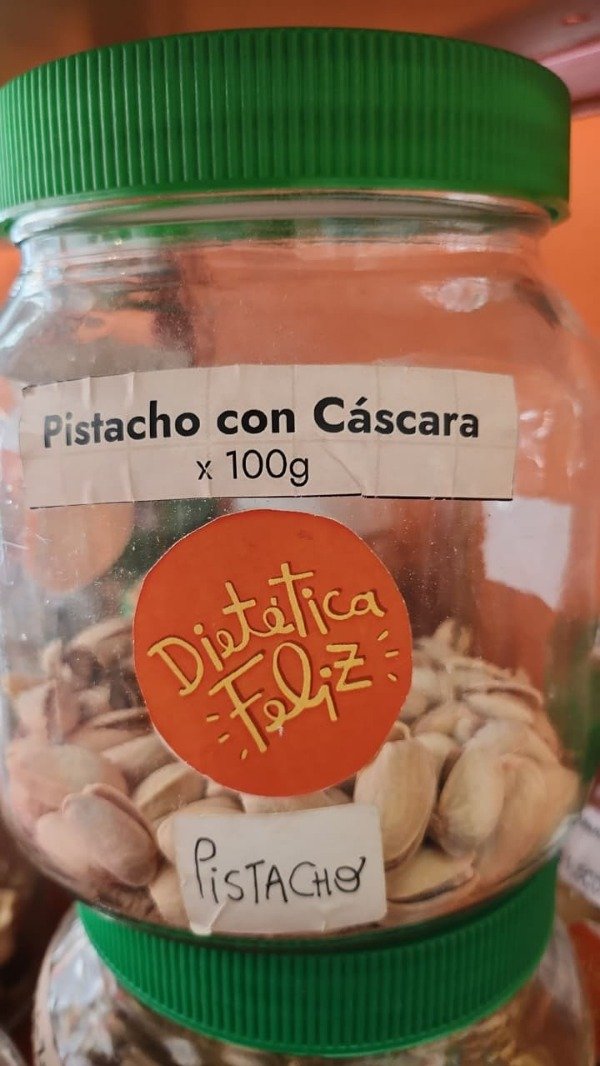 Pistacho con Cáscara
x 100g
Dietética
Feliz
PISTACHO